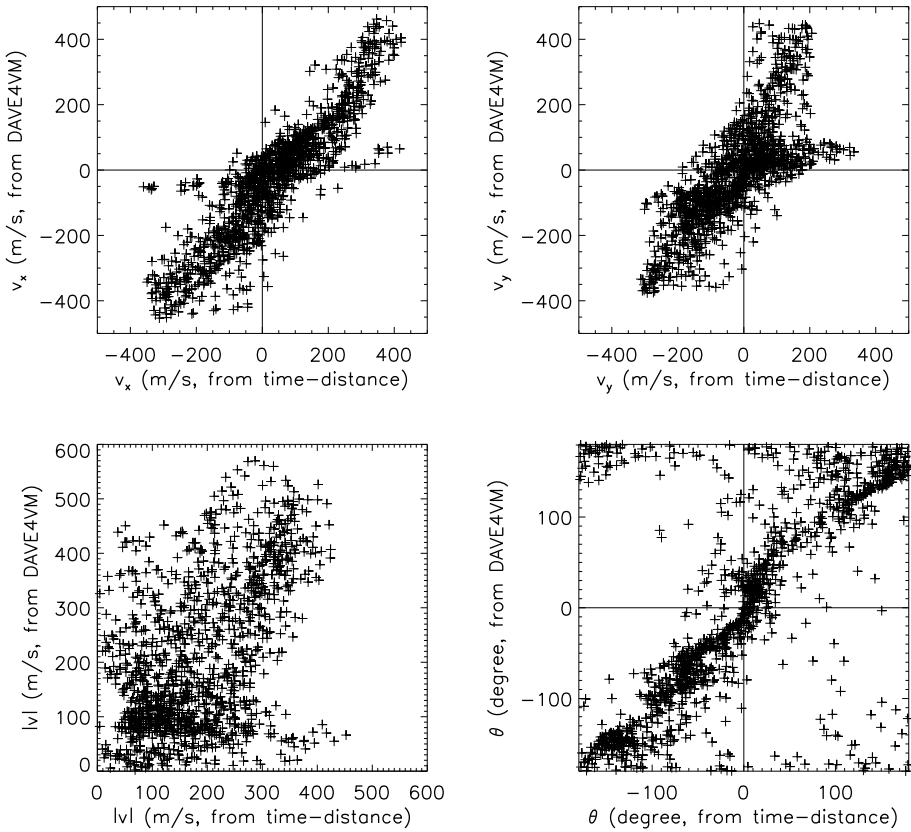 400
200
0
−200
−400
v_x (m/s, from DAVE4VM)
−400 −200 0 200 400
v_x (m/s, from time−distance)
400
200
0
−200
−400
v_y (m/s, from DAVE4VM)
−400 −200 0 200 400
v_y (m/s, from time−distance)
600
500
400
300
200
100
0
|v| (m/s, from DAVE4VM)
0 100 200 300 400 500 600
|v| (m/s, from time−distance)
100
0
−100
θ (degree, from DAVE4VM)
−100 0 100
θ (degree, from time−distance)